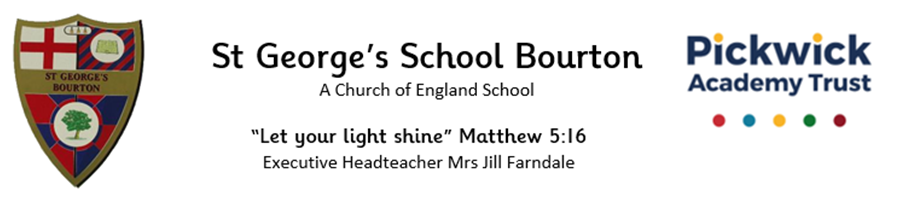 ST GEORGE'S
BOURTON
St George's School Bourton
A Church of England School
"Let your light shine" Matthew 5:16
Executive Headteacher Mrs Jill Farndale
Pickwick
Academy Trust